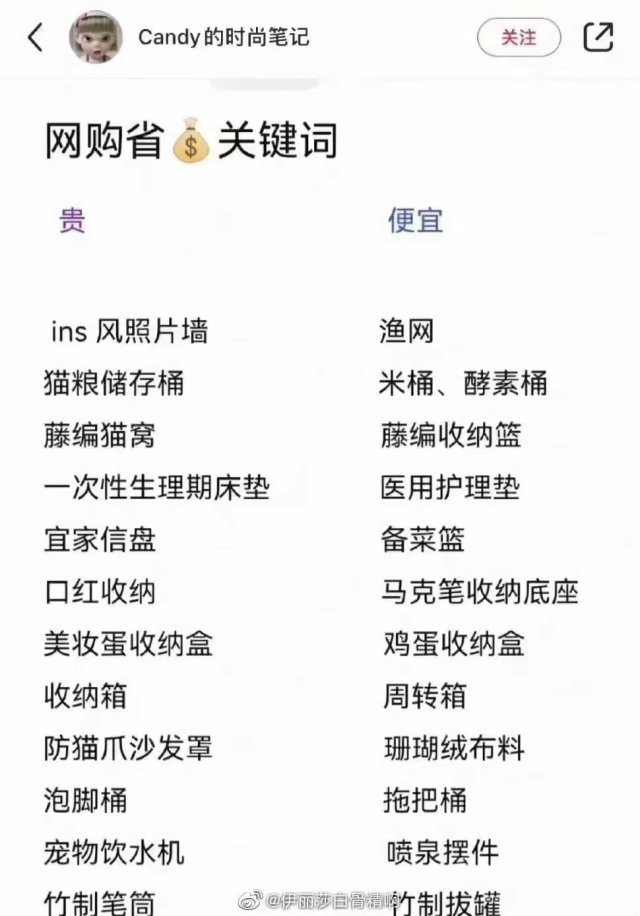 Candy的时尚笔记
关注
网购省💰关键词
贵 便宜
ins 风照片墙 渔网
猫粮储存桶 米桶、酵素桶
藤编猫窝 藤编收纳篮
一次性生理期床垫 医用护理垫
宜家信盘 备菜篮
口红收纳 马克笔收纳底座
美妆蛋收纳盒 鸡蛋收纳盒
收纳箱 周转箱
防猫爪沙发罩 珊瑚绒布料
泡脚桶 拖把桶
宠物饮水机 喷泉摆件
竹制笔筒 竹制拔罐
@伊丽莎白骨精啊